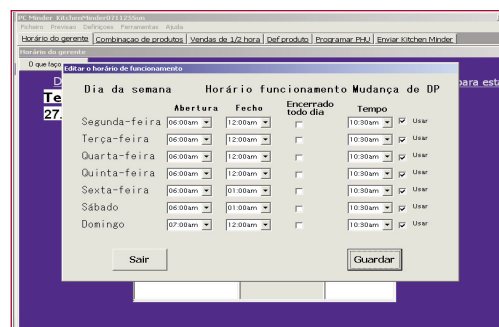 PC Minder KitchenMinder071123Sun
Ficheiro Previsao Definiçoes Ferramentas Ajuda
Horário do gerente Combinacao de produtos Vendas de 1/2 hora Def produto Programar PHU Enviar Kitchen Minder
Horário do gerente
O que faço
Editar o horário de funcionamento
D para esta
Te
27.
Dia da semana Horário funcionamento Mudança de DP
Abertura Fecho Encerrado todo dia Tempo
Segunda-feira 06:00am 12:00am 10:30am Usar
Terça-feira 06:00am 12:00am 10:30am Usar
Quarta-feira 06:00am 12:00am 10:30am Usar
Quinta-feira 06:00am 12:00am 10:30am Usar
Sexta-feira 06:00am 01:00am 10:30am Usar
Sábado 06:00am 01:00am 10:30am Usar
Domingo 07:00am 12:00am 10:30am Usar
Sair Guardar